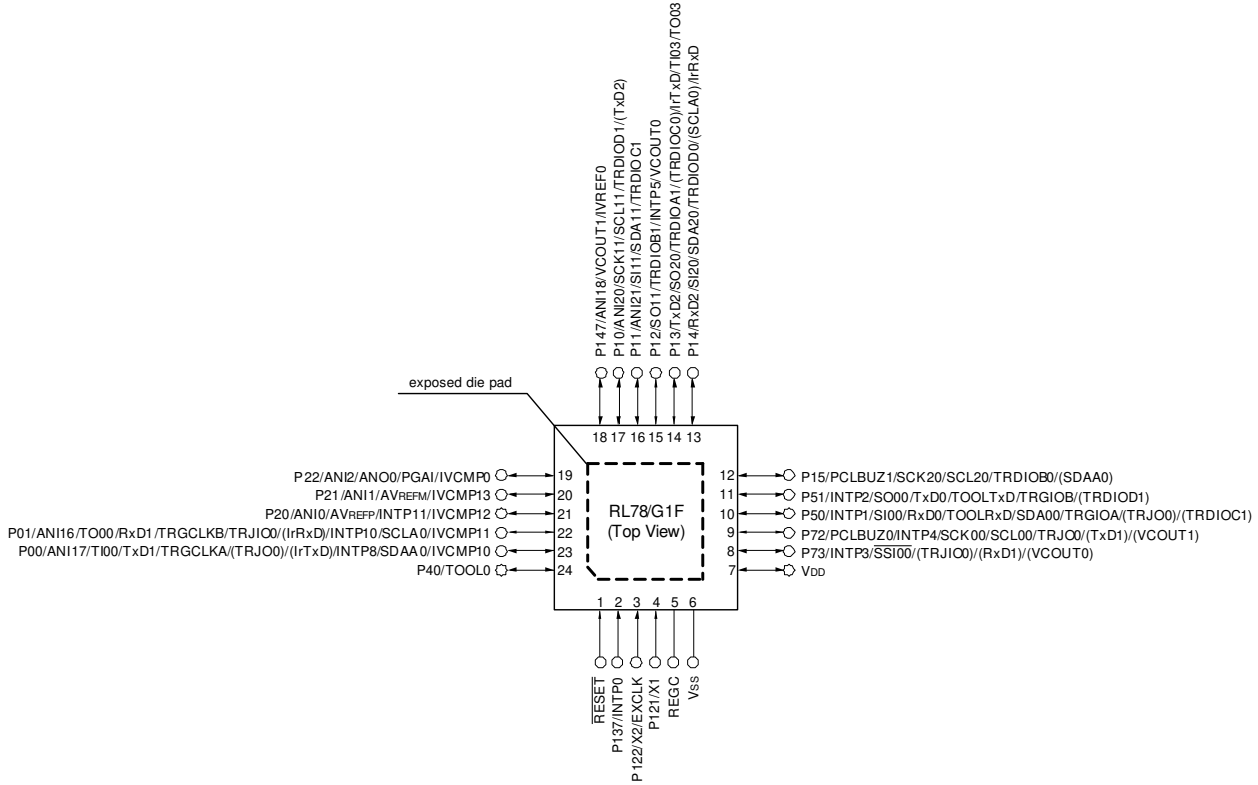 P147/ANI18/VCOUT1/IVREF0
P10/ANI20/SCK11/SCL11/TRDIOD1/(TxD2)
P11/ANI21/SI11/SDA11/TRDIOC1
P12/SO11/TRDIOB1/INTP5/VCOUT0
P13/TxD2/SO20/TRDIOA1/(TRDIOC0)/IrTxD/TI03/TO03
P14/RxD2/SI20/SDA20/TRDIOD0/(SCLA0)/IrRxD
exposed die pad
18 17 16 15 14 13
P22/ANI2/ANO0/PGAI/IVCMP0 19
P21/ANI1/AVREFM/IVCMP13 20
P20/ANI0/AVREFP/INTP11/IVCMP12 21
P01/ANI16/TO00/RxD1/TRGCLKB/TRJIO0/(IrRxD)/INTP10/SCLA0/IVCMP11 22
P00/ANI17/TI00/TxD1/TRGCLKA/(TRJO0)/(IrTxD)/INTP8/SDAA0/IVCMP10 23
P40/TOOL0 24
RL78/G1F
(Top View)
12 P15/PCLBUZ1/SCK20/SCL20/TRDIOB0/(SDAA0)
11 P51/INTP2/SO00/TxD0/TOOLTxD/TRGIOB/(TRDIOD1)
10 P50/INTP1/SI00/RxD0/TOOLRxD/SDA00/TRGIOA/(TRJO0)/(TRDIOC1)
9 P72/PCLBUZ0/INTP4/SCK00/SCL00/TRJO0/(TxD1)/(VCOUT1)
8 P73/INTP3/SSI00/(TRJIO0)/(RxD1)/(VCOUT0)
7 VDD
1 2 3 4 5 6
RESET
P137/INTP0
P122/X2/EXCLK
P121/X1
REGC
Vss